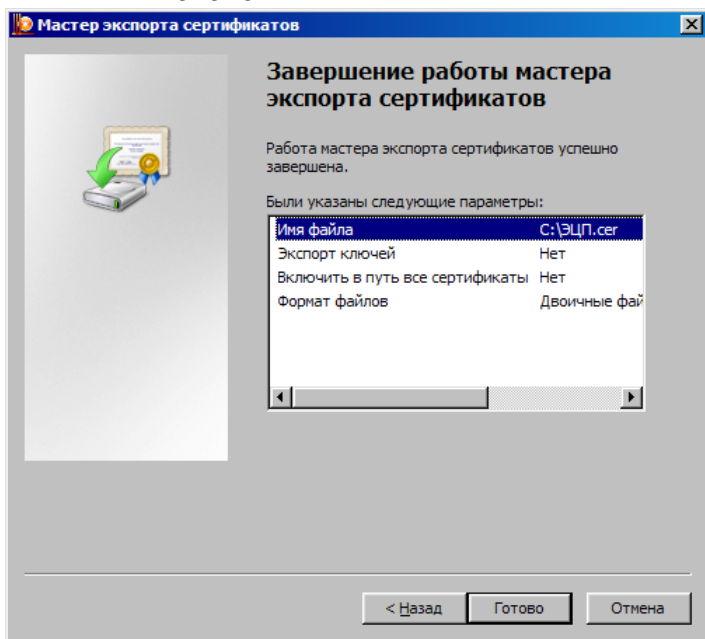 Мастер экспорта сертификатов
Завершение работы мастера
экспорта сертификатов
Работа мастера экспорта сертификатов успешно
завершена.
Были указаны следующие параметры:
Имя файла C:\ЭЦП.cer
Экспорт ключей Нет
Включить в путь все сертификаты Нет
Формат файлов Двоичные фай
< Назад Готово Отмена